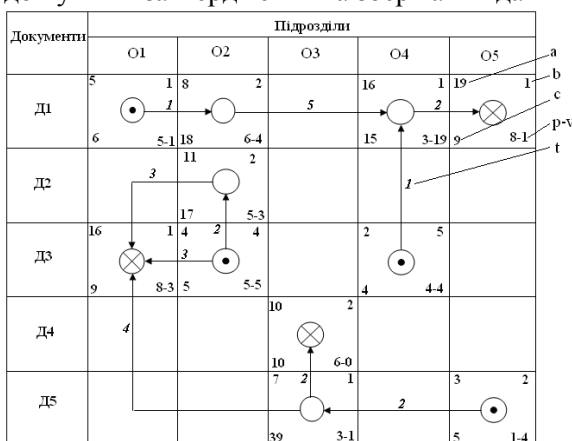 Документи
Підрозділи
О1 О2 О3 О4 О5
5 1 8 2 16 1 19 1
a
b
c
p-v
t
Д1
1 5 2
6 5-1 18 6-4 15 3-19 9 8-1
11 2
Д2
3 1
17 2 5-3
16 1 4 4 2 5
Д3
3
9 8-3 5 5-5 4 4-4
10 2
Д4
4
10 6-0
7 2 1 3 2
Д5
2
39 3-1 5 1-4